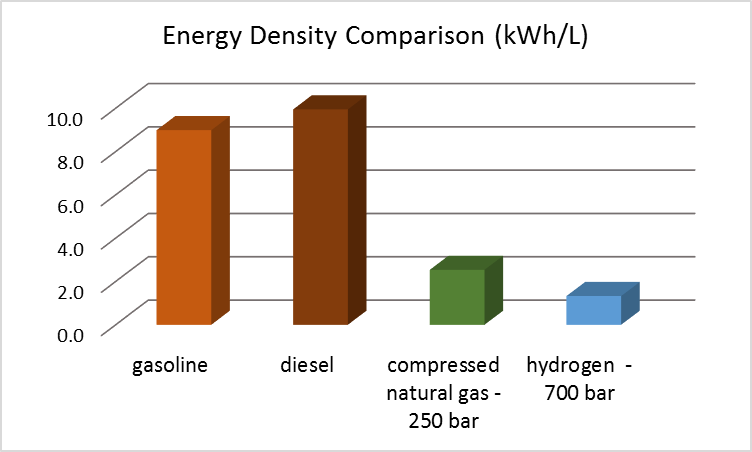 Energy Density Comparison (kWh/L)
10.0
8.0
6.0
4.0
2.0
0.0
gasoline
diesel
compressed
natural gas -
250 bar
hydrogen  -
700 bar